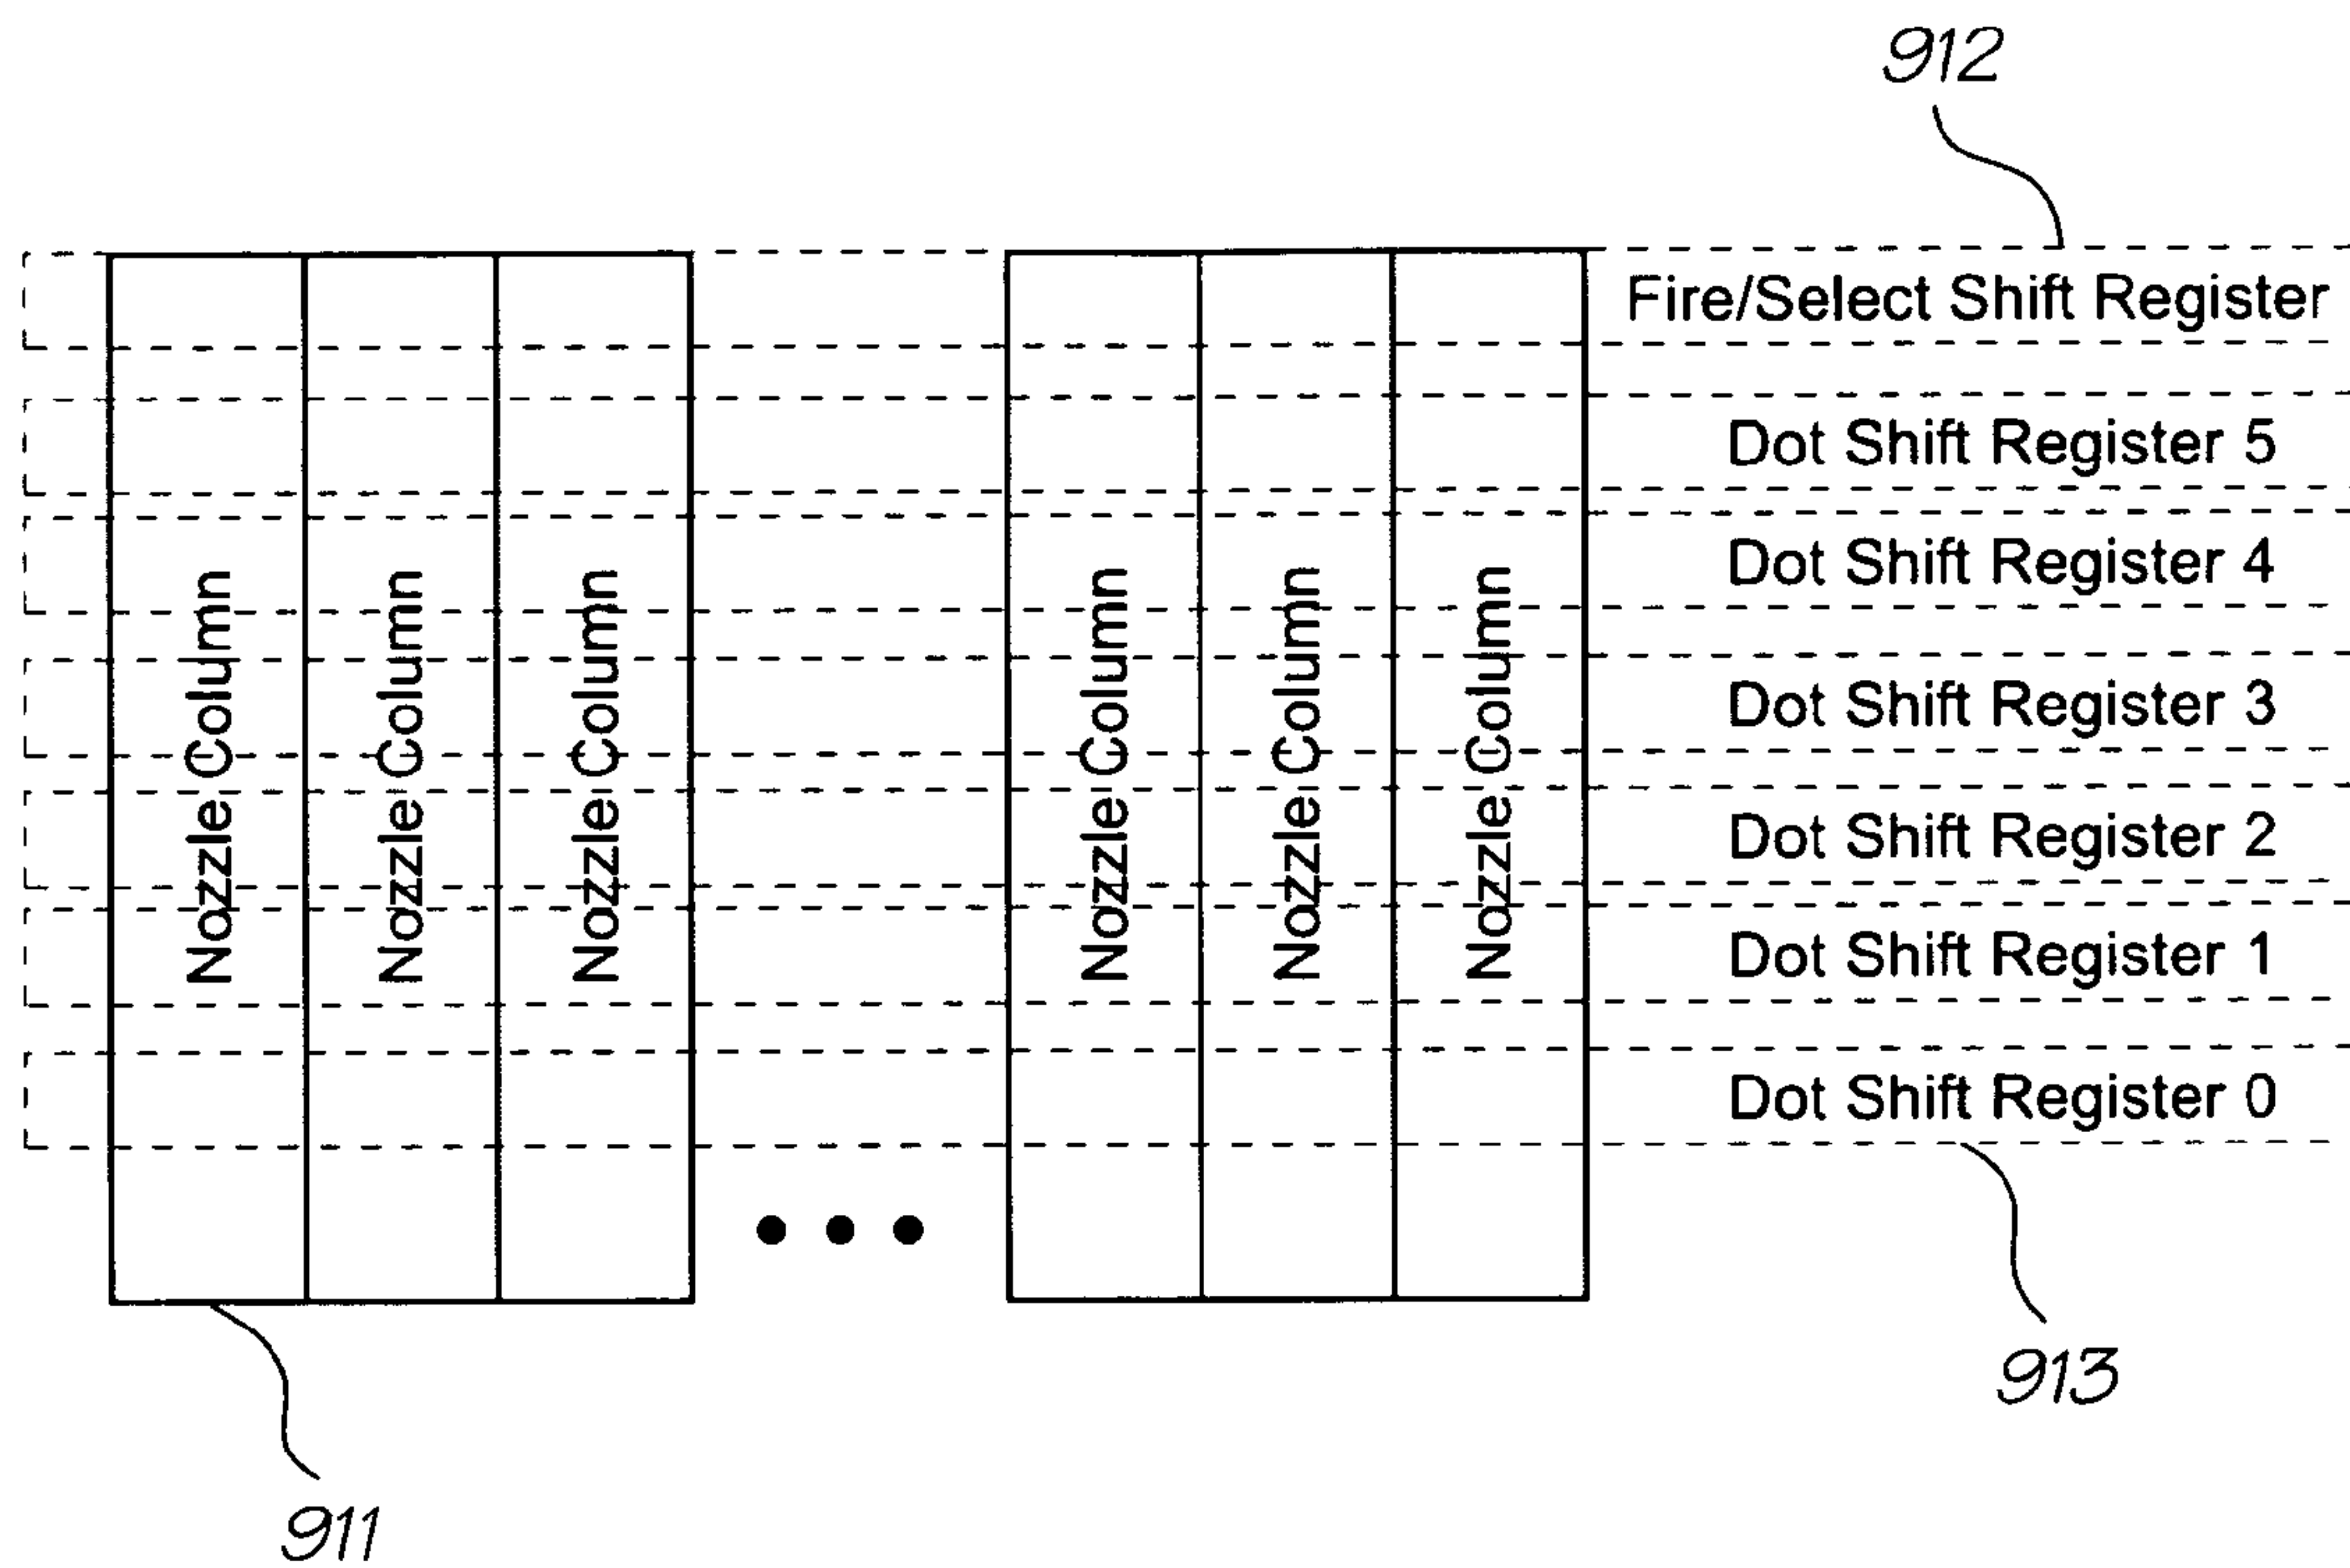 912
Fire/Select Shift Register
Dot Shift Register 5
Dot Shift Register 4
Dot Shift Register 3
Dot Shift Register 2
Dot Shift Register 1
Dot Shift Register 0
Nozzle Column
Nozzle Column
Nozzle Column
Nozzle Column
Nozzle Column
Nozzle Column
913
911